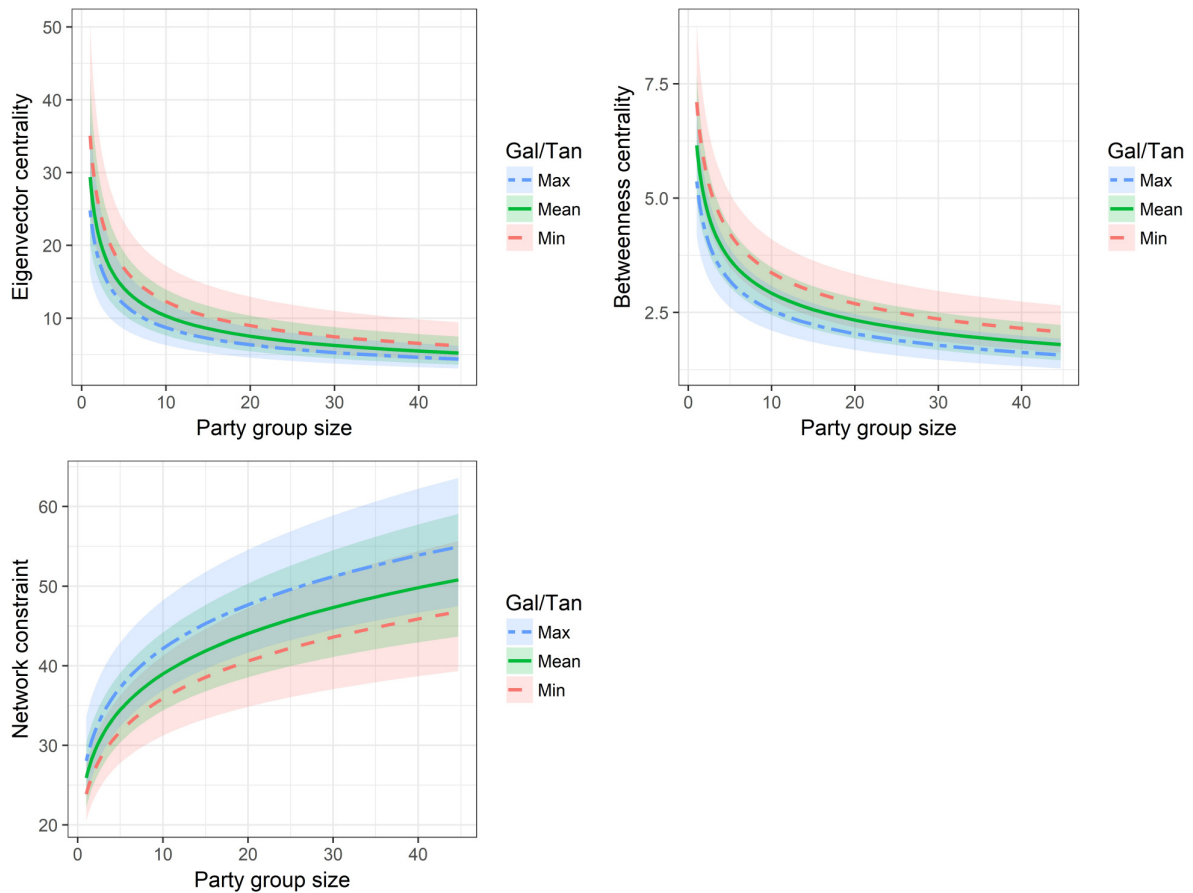 Eigenvector centrality
50
40
30
20
10
0 10 20 30 40
Party group size
Gal/Tan
Max
Mean
Min
Betweenness centrality
7.5
5.0
2.5
0 10 20 30 40
Party group size
Gal/Tan
Max
Mean
Min
Network constraint
60
50
40
30
20
0 10 20 30 40
Party group size
Gal/Tan
Max
Mean
Min